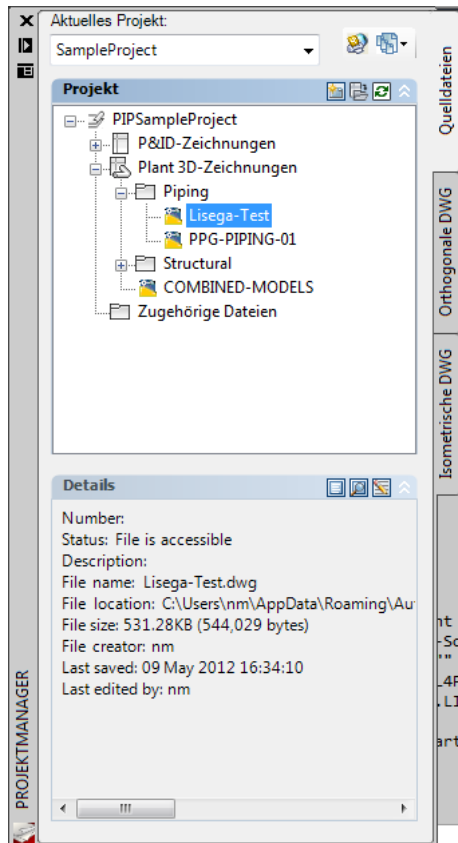 Aktuelles Projekt:
SampleProject
Projekt
PIPSampleProject
P&ID-Zeichnungen
Plant 3D-Zeichnungen
Piping
Lisega-Test
PPG-PIPING-01
Structural
COMBINED-MODELS
Zugehörige Dateien
Details
Number:
Status: File is accessible
Description:
File name: Lisega-Test.dwg
File location: C:\Users\nm\AppData\Roaming\Au
File size: 531.28KB (544,029 bytes)
File creator: nm
Last saved: 09 May 2012 16:34:10
Last edited by: nm
PROJEKTMANAGER
Quelldateien
Orthogonale DWG
Isometrische DWG